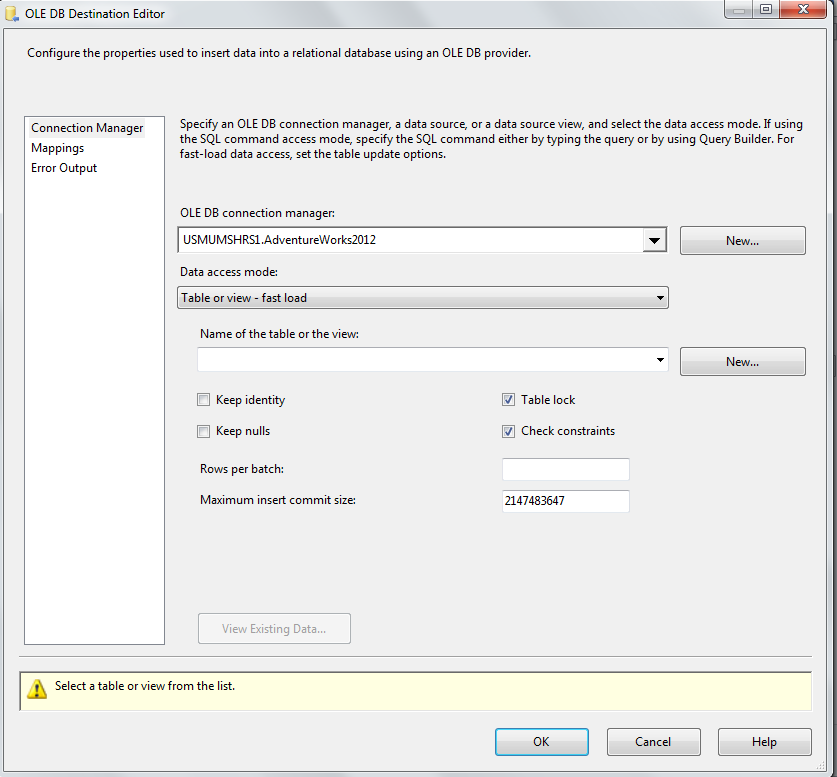 OLE DB Destination Editor
Configure the properties used to insert data into a relational database using an OLE DB provider.
Connection Manager
Mappings
Error Output
Specify an OLE DB connection manager, a data source, or a data source view, and select the data access mode. If using
the SQL command access mode, specify the SQL command either by typing the query or by using Query Builder. For
fast-load data access, set the table update options.
OLE DB connection manager:
USMUMSHRS1.AdventureWorks2012
New...
Data access mode:
Table or view - fast load
Name of the table or the view:
New...
Keep identity
Table lock
Keep nulls
Check constraints
Rows per batch:
Maximum insert commit size:
2147483647
View Existing Data...
Select a table or view from the list.
OK
Cancel
Help